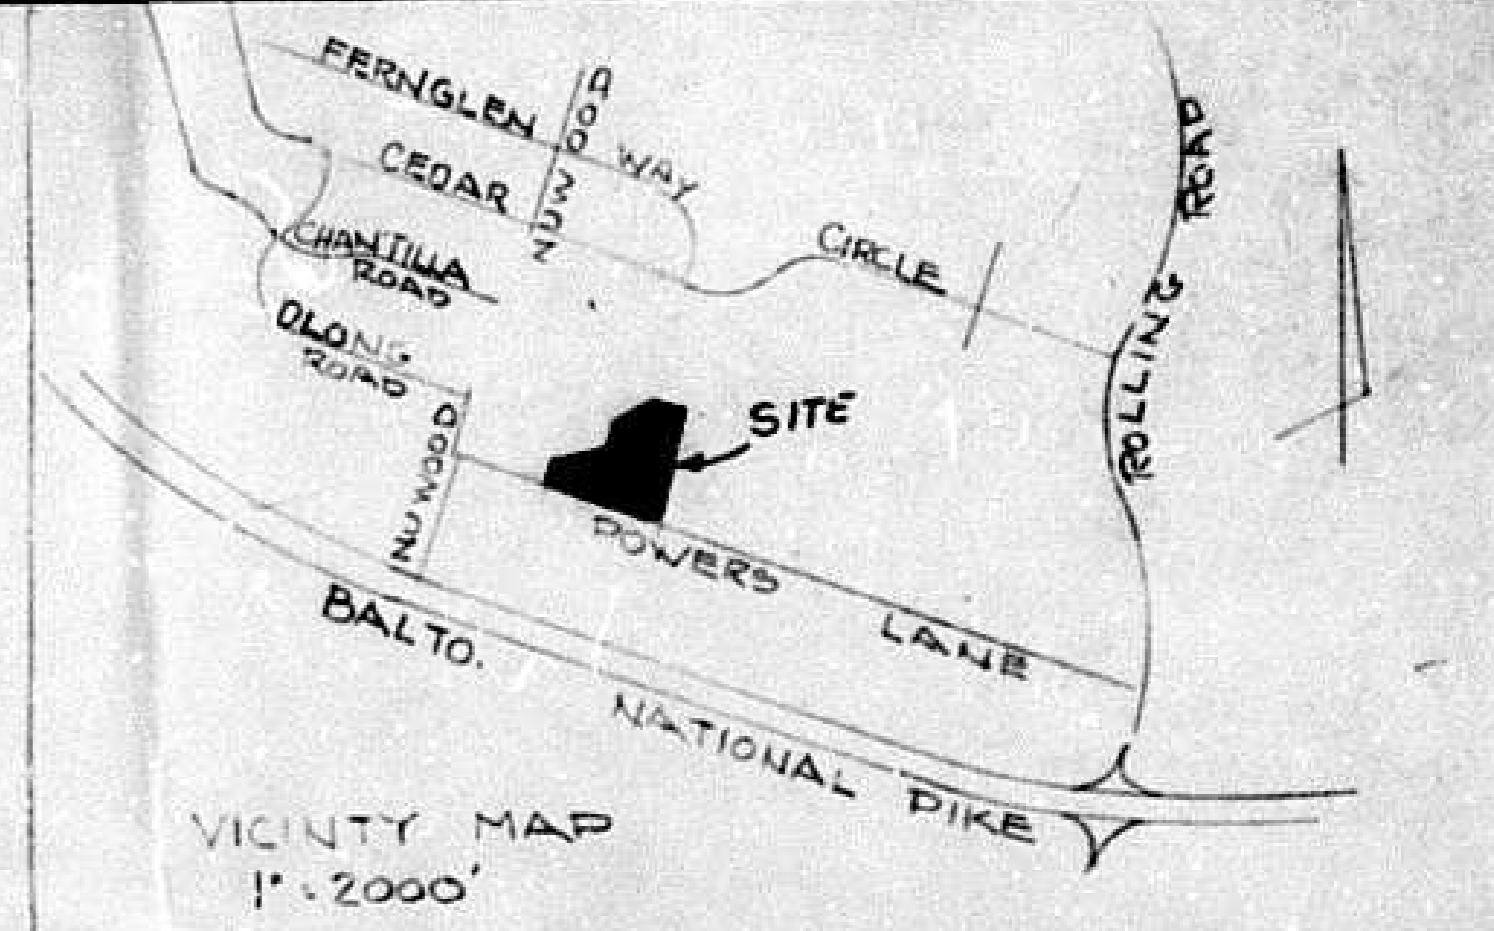 FERNGLEN WAY
NUWOOD
CEDAR CIRCLE
CHANTILLA
ROAD
OLONG
ROAD
NUWOOD
SITE
ROLLING ROAD
POWERS LANE
BALTO. NATIONAL PIKE
VICINTY MAP
1" = 2000'